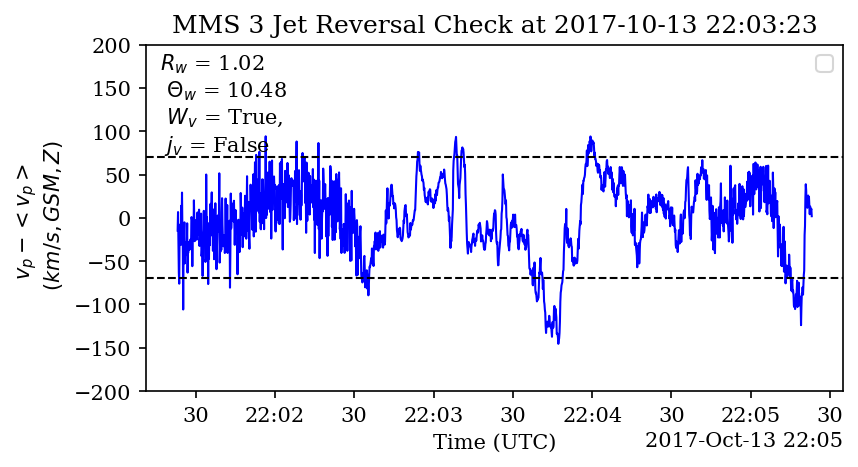 MMS 3 Jet Reversal Check at 2017-10-13 22:03:23
200
150
100
50
0
−50
−100
−150
−200
v_p − < v_p >
(km/s, GSM, Z)
R_w = 1.02
Θ_w = 10.48
W_v = True,
j_v = False
30 22:02 30 22:03 30 22:04 30 22:05 30
Time (UTC)
2017-Oct-13 22:05